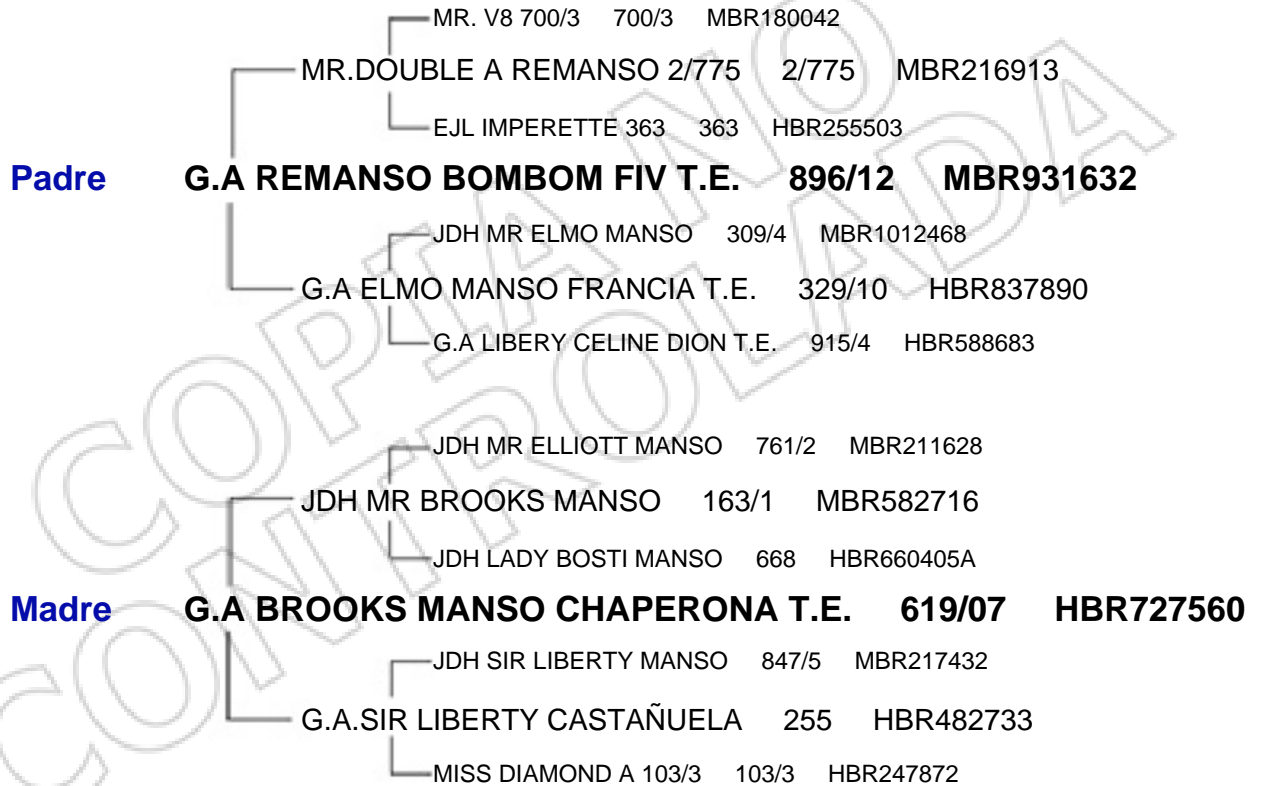 MR. V8 700/3 700/3 MBR180042
MR.DOUBLE A REMANSO 2/775 2/775 MBR216913
EJL IMPERETTE 363 363 HBR255503
Padre G.A REMANSO BOMBOM FIV T.E. 896/12 MBR931632
JDH MR ELMO MANSO 309/4 MBR1012468
G.A ELMO MANSO FRANCIA T.E. 329/10 HBR837890
G.A LIBERY CELINE DION T.E. 915/4 HBR588683
JDH MR ELLIOTT MANSO 761/2 MBR211628
JDH MR BROOKS MANSO 163/1 MBR582716
JDH LADY BOSTI MANSO 668 HBR660405A
Madre G.A BROOKS MANSO CHAPERONA T.E. 619/07 HBR727560
JDH SIR LIBERTY MANSO 847/5 MBR217432
G.A.SIR LIBERTY CASTAÑUELA 255 HBR482733
MISS DIAMOND A 103/3 103/3 HBR247872
COPIA NO
CONTROLADA